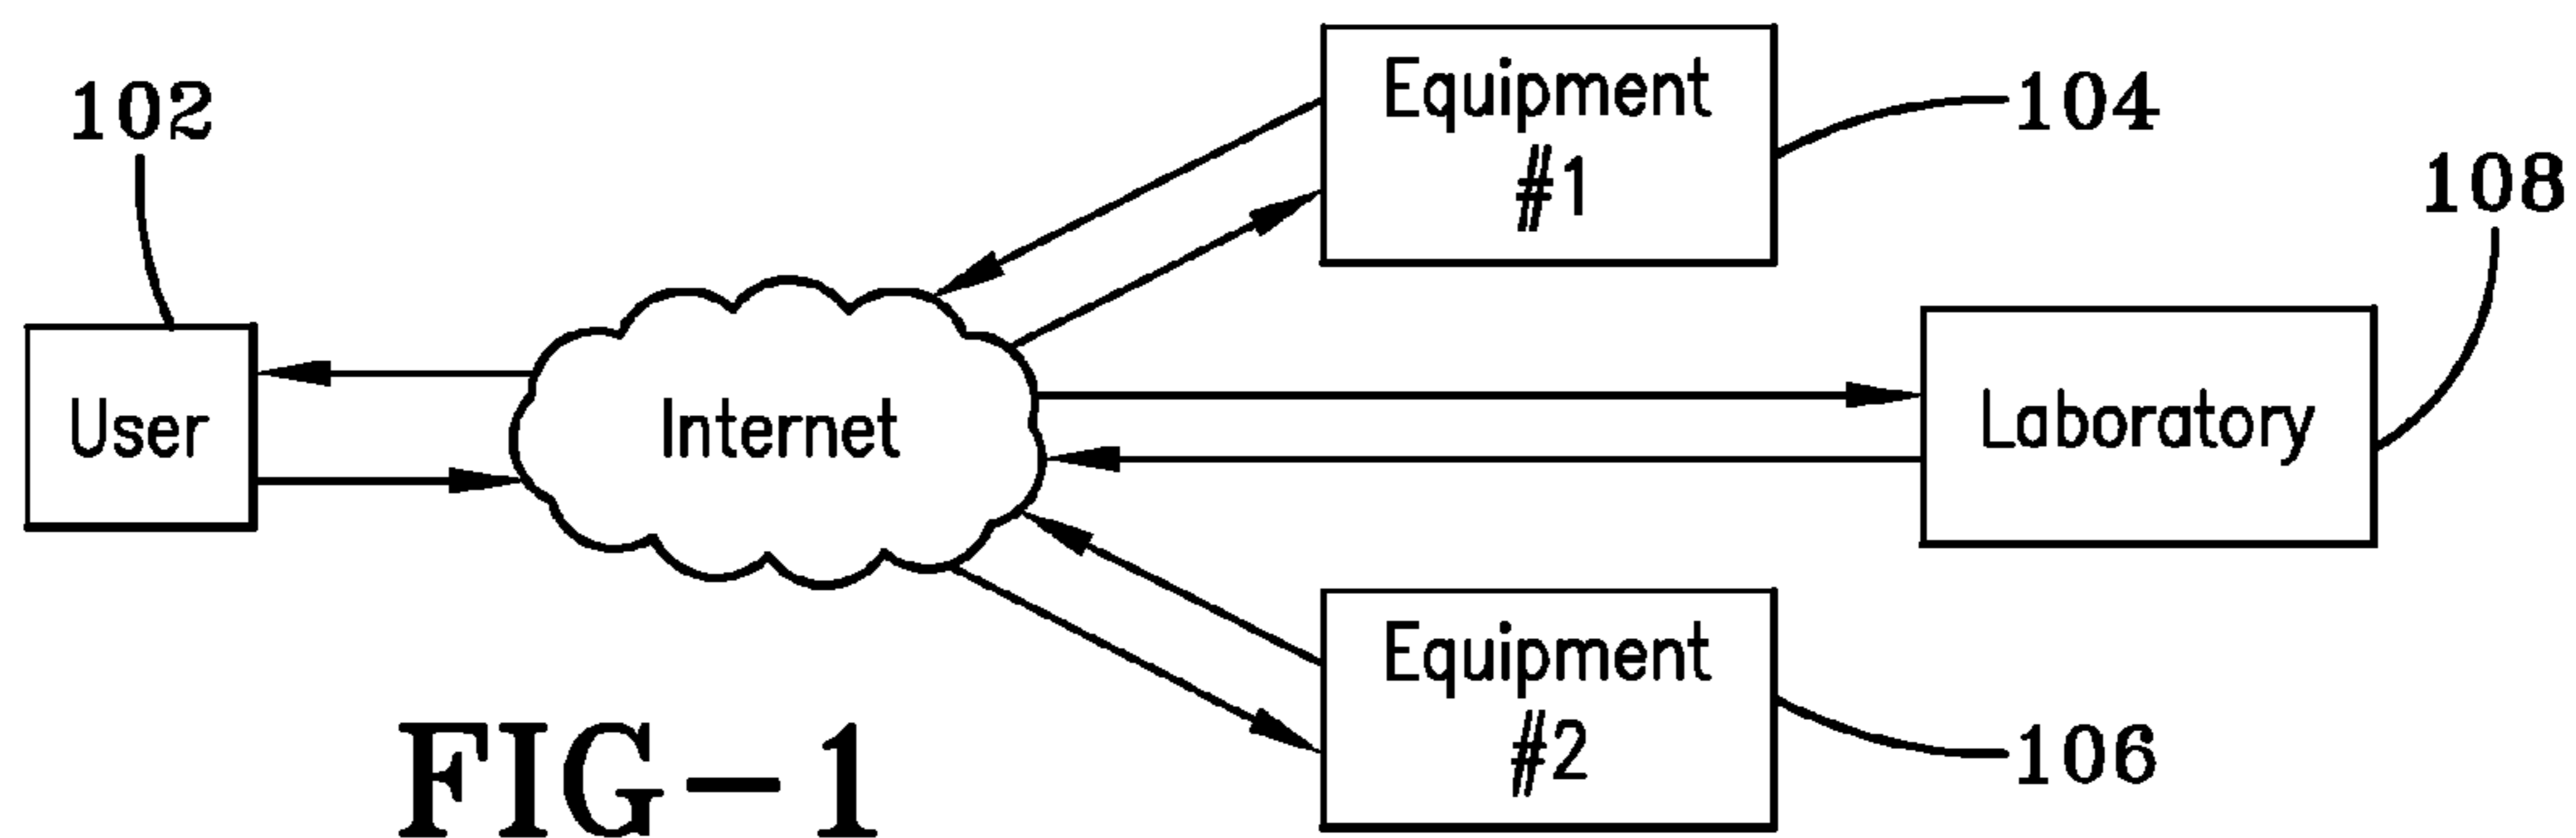 102
User
Internet
Equipment
#1
104
Laboratory
108
Equipment
#2
106
FIG-1